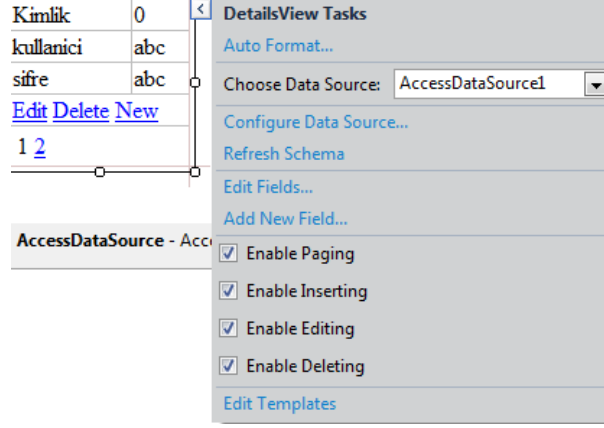 Kimlik 0
kullanici abc
sifre abc
Edit Delete New
1 2
AccessDataSource - Acc
DetailsView Tasks
Auto Format...
Choose Data Source: AccessDataSource1
Configure Data Source...
Refresh Schema
Edit Fields...
Add New Field...
Enable Paging
Enable Inserting
Enable Editing
Enable Deleting
Edit Templates